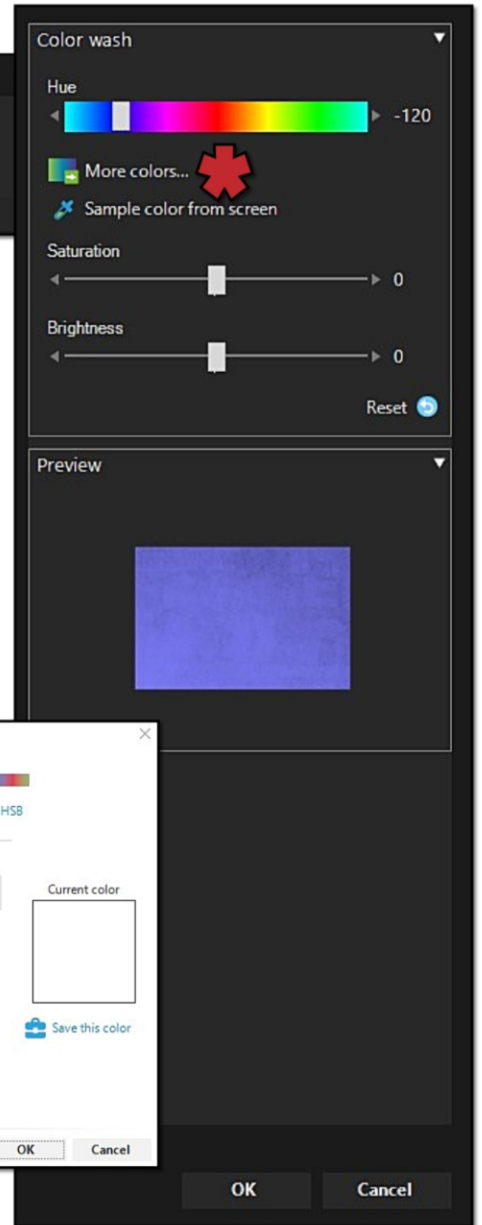 Color wash
Hue
-120
More colors...
Sample color from screen
Saturation
0
Brightness
0
Reset
Preview
HSB
Current color
Save this color
OK Cancel
OK Cancel